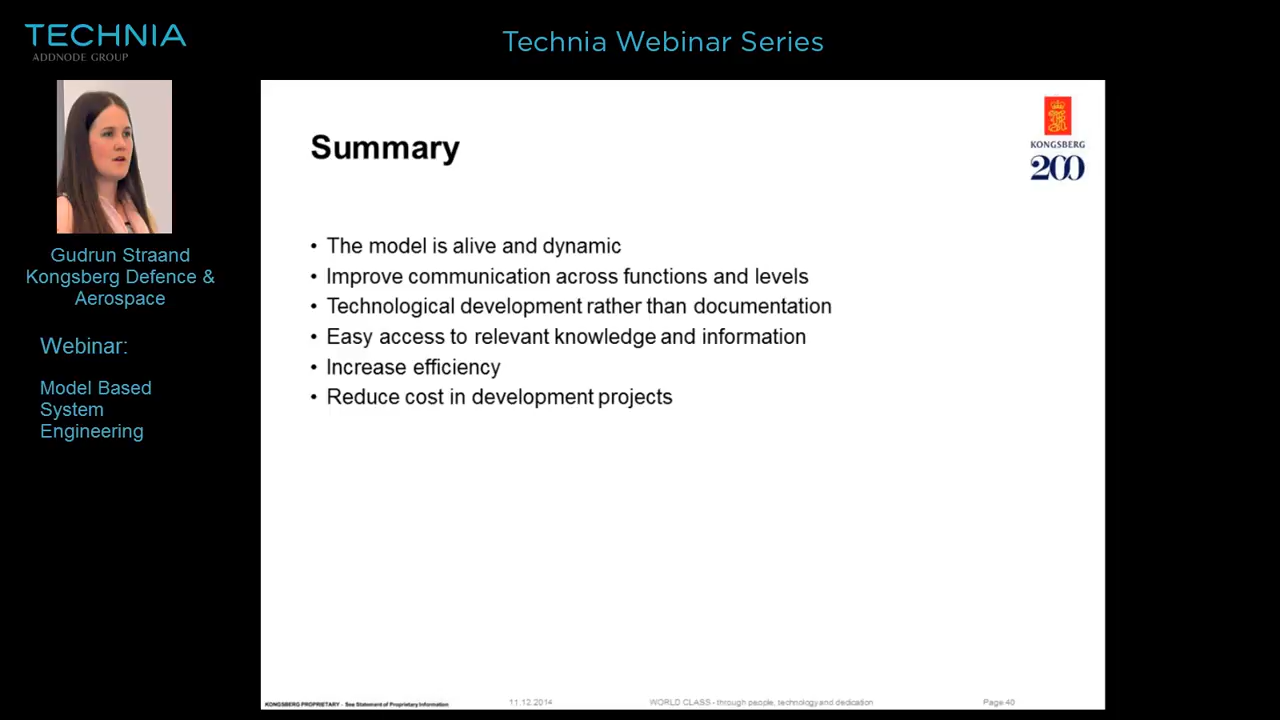 TECHNIA
ADDNODE GROUP
Technia Webinar Series
Gudrun Straand
Kongsberg Defence &
Aerospace
Webinar:
Model Based
System
Engineering
KONGSBERG
200
Summary
• The model is alive and dynamic
• Improve communication across functions and levels
• Technological development rather than documentation
• Easy access to relevant knowledge and information
• Increase efficiency
• Reduce cost in development projects
KONGSBERG PROPRIETARY - See Statement of Proprietary Information
11.12.2014
WORLD CLASS - through people, technology and dedication
Page 40